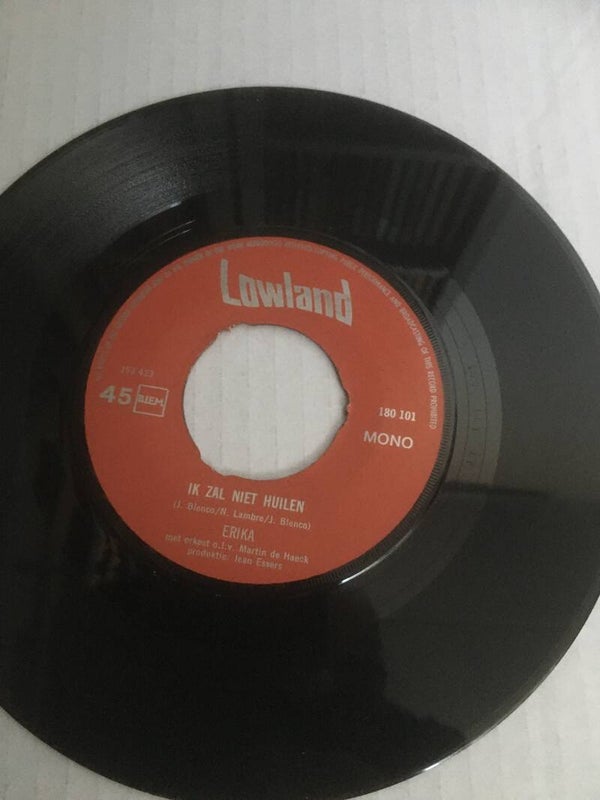 Lowland
45 BIEM
180 101
MONO
IK ZAL NIET HUILEN
(J. Blonco/N. Lambre/J. Blonco)
ERIKA
met orkest o.l.v. Martin de Haeck
produktie: Jean Essers